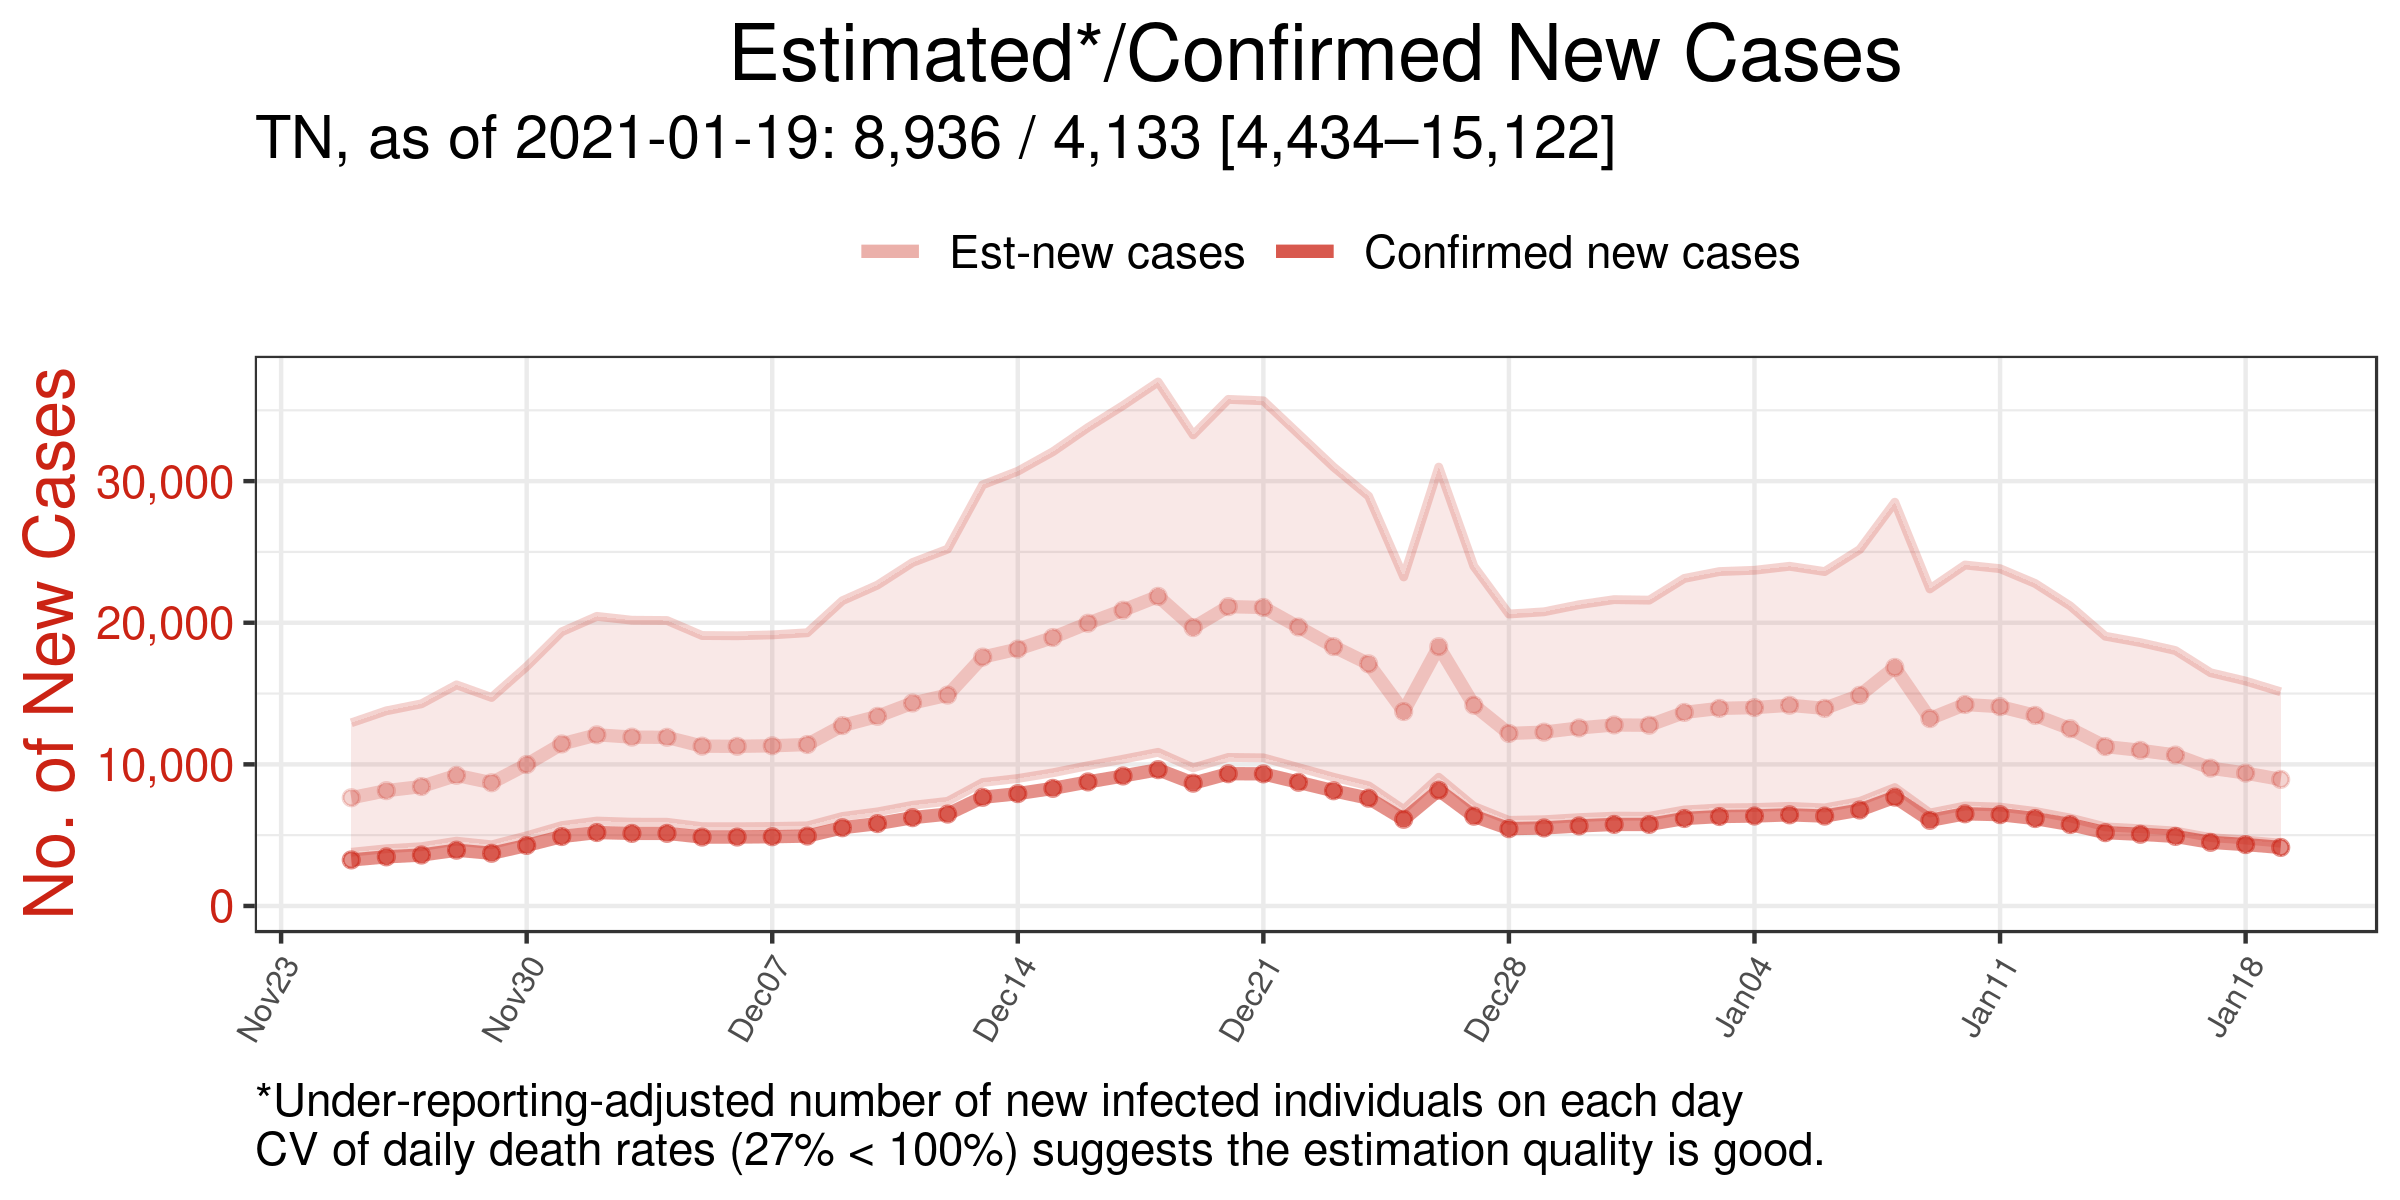 Estimated*/Confirmed New Cases
TN, as of 2021-01-19: 8,936 / 4,133 [4,434–15,122]
Est-new cases
Confirmed new cases
No. of New Cases
30,000
20,000
10,000
0
Nov23
Nov30
Dec07
Dec14
Dec21
Dec28
Jan04
Jan11
Jan18
*Under-reporting-adjusted number of new infected individuals on each day
CV of daily death rates (27% < 100%) suggests the estimation quality is good.